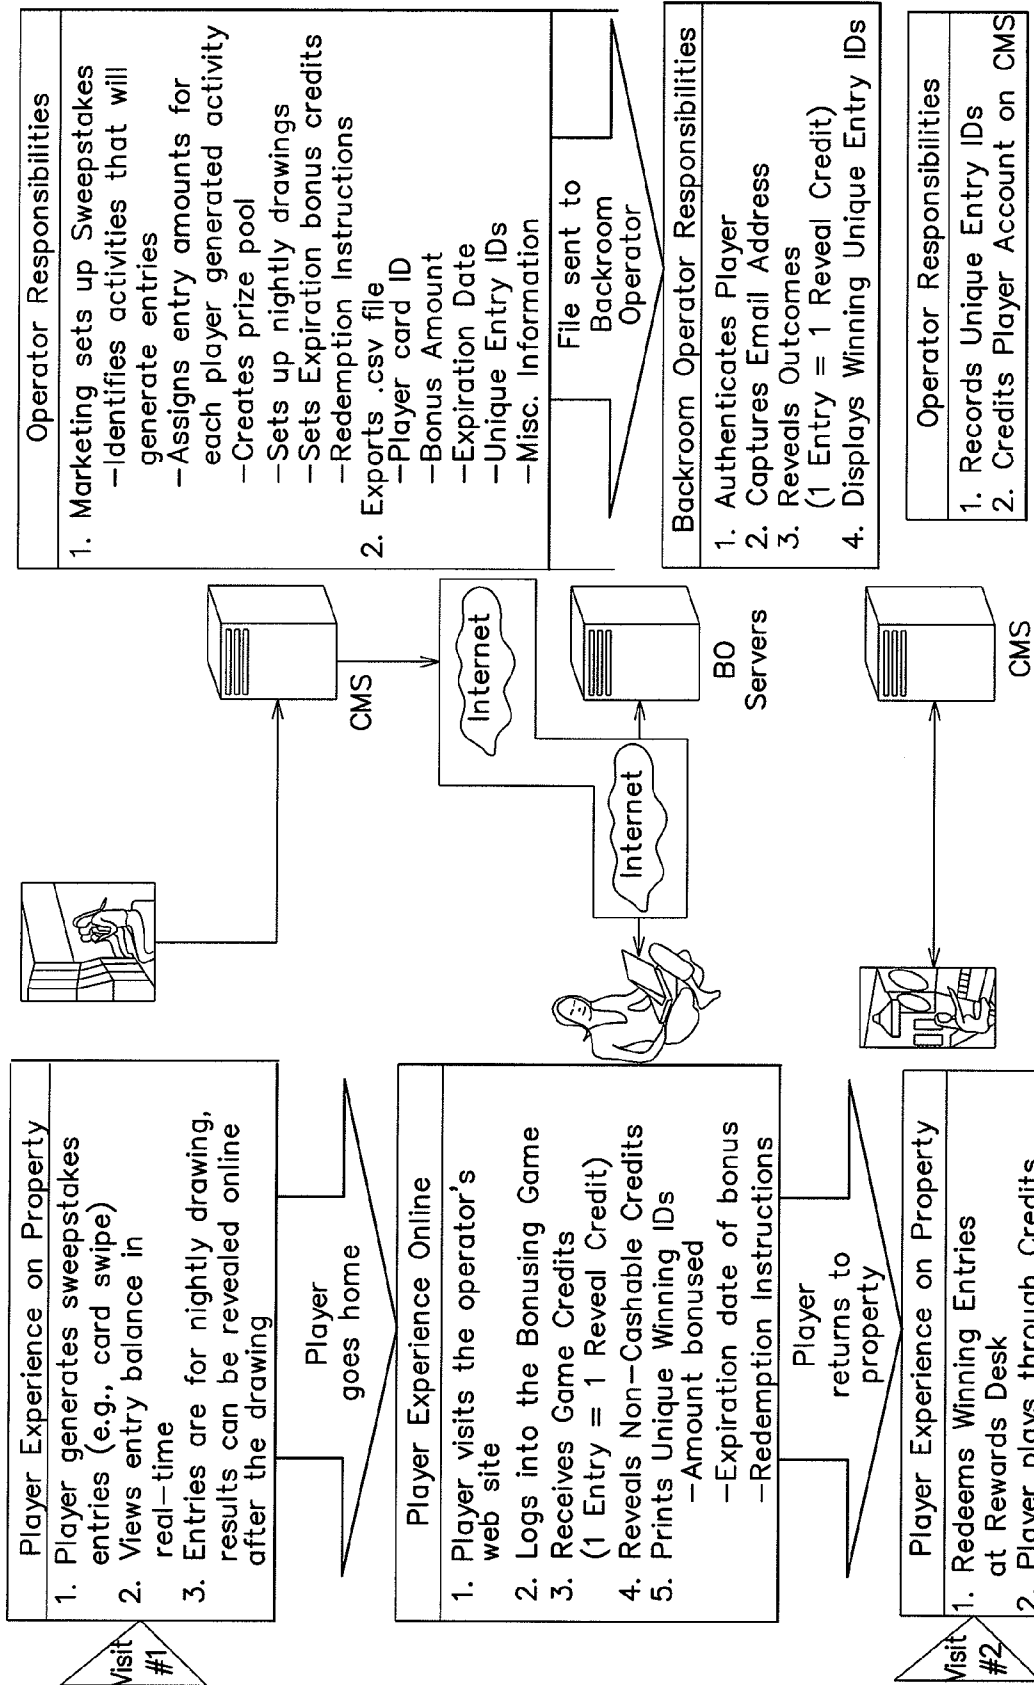 Visit
#1
Player Experience on Property
1. Player generates sweepstakes
entries (e.g., card swipe)
2. Views entry balance in
real-time
3. Entries are for nightly drawing,
results can be revealed online
after the drawing
Player
goes home
Player Experience Online
1. Player visits the operator's
web site
2. Logs into the Bonusing Game
3. Receives Game Credits
(1 Entry = 1 Reveal Credit)
4. Reveals Non-Cashable Credits
5. Prints Unique Winning IDs
-Amount bonused
-Expiration date of bonus
-Redemption Instructions
Player
returns to
property
Visit
#2
Player Experience on Property
1. Redeems Winning Entries
at Rewards Desk
2. Player plays through Credits
CMS
Internet
Internet
BO
Servers
CMS
Operator Responsibilities
1. Marketing sets up Sweepstakes
-Identifies activities that will
generate entries
-Assigns entry amounts for
each player generated activity
-Creates prize pool
-Sets up nightly drawings
-Sets Expiration bonus credits
-Redemption Instructions
2. Exports .csv file
-Player card ID
-Bonus Amount
-Expiration Date
-Unique Entry IDs
-Misc. Information
File sent to
Backroom
Operator
Backroom Operator Responsibilities
1. Authenticates Player
2. Captures Email Address
3. Reveals Outcomes
(1 Entry = 1 Reveal Credit)
4. Displays Winning Unique Entry IDs
Operator Responsibilities
1. Records Unique Entry IDs
2. Credits Player Account on CMS